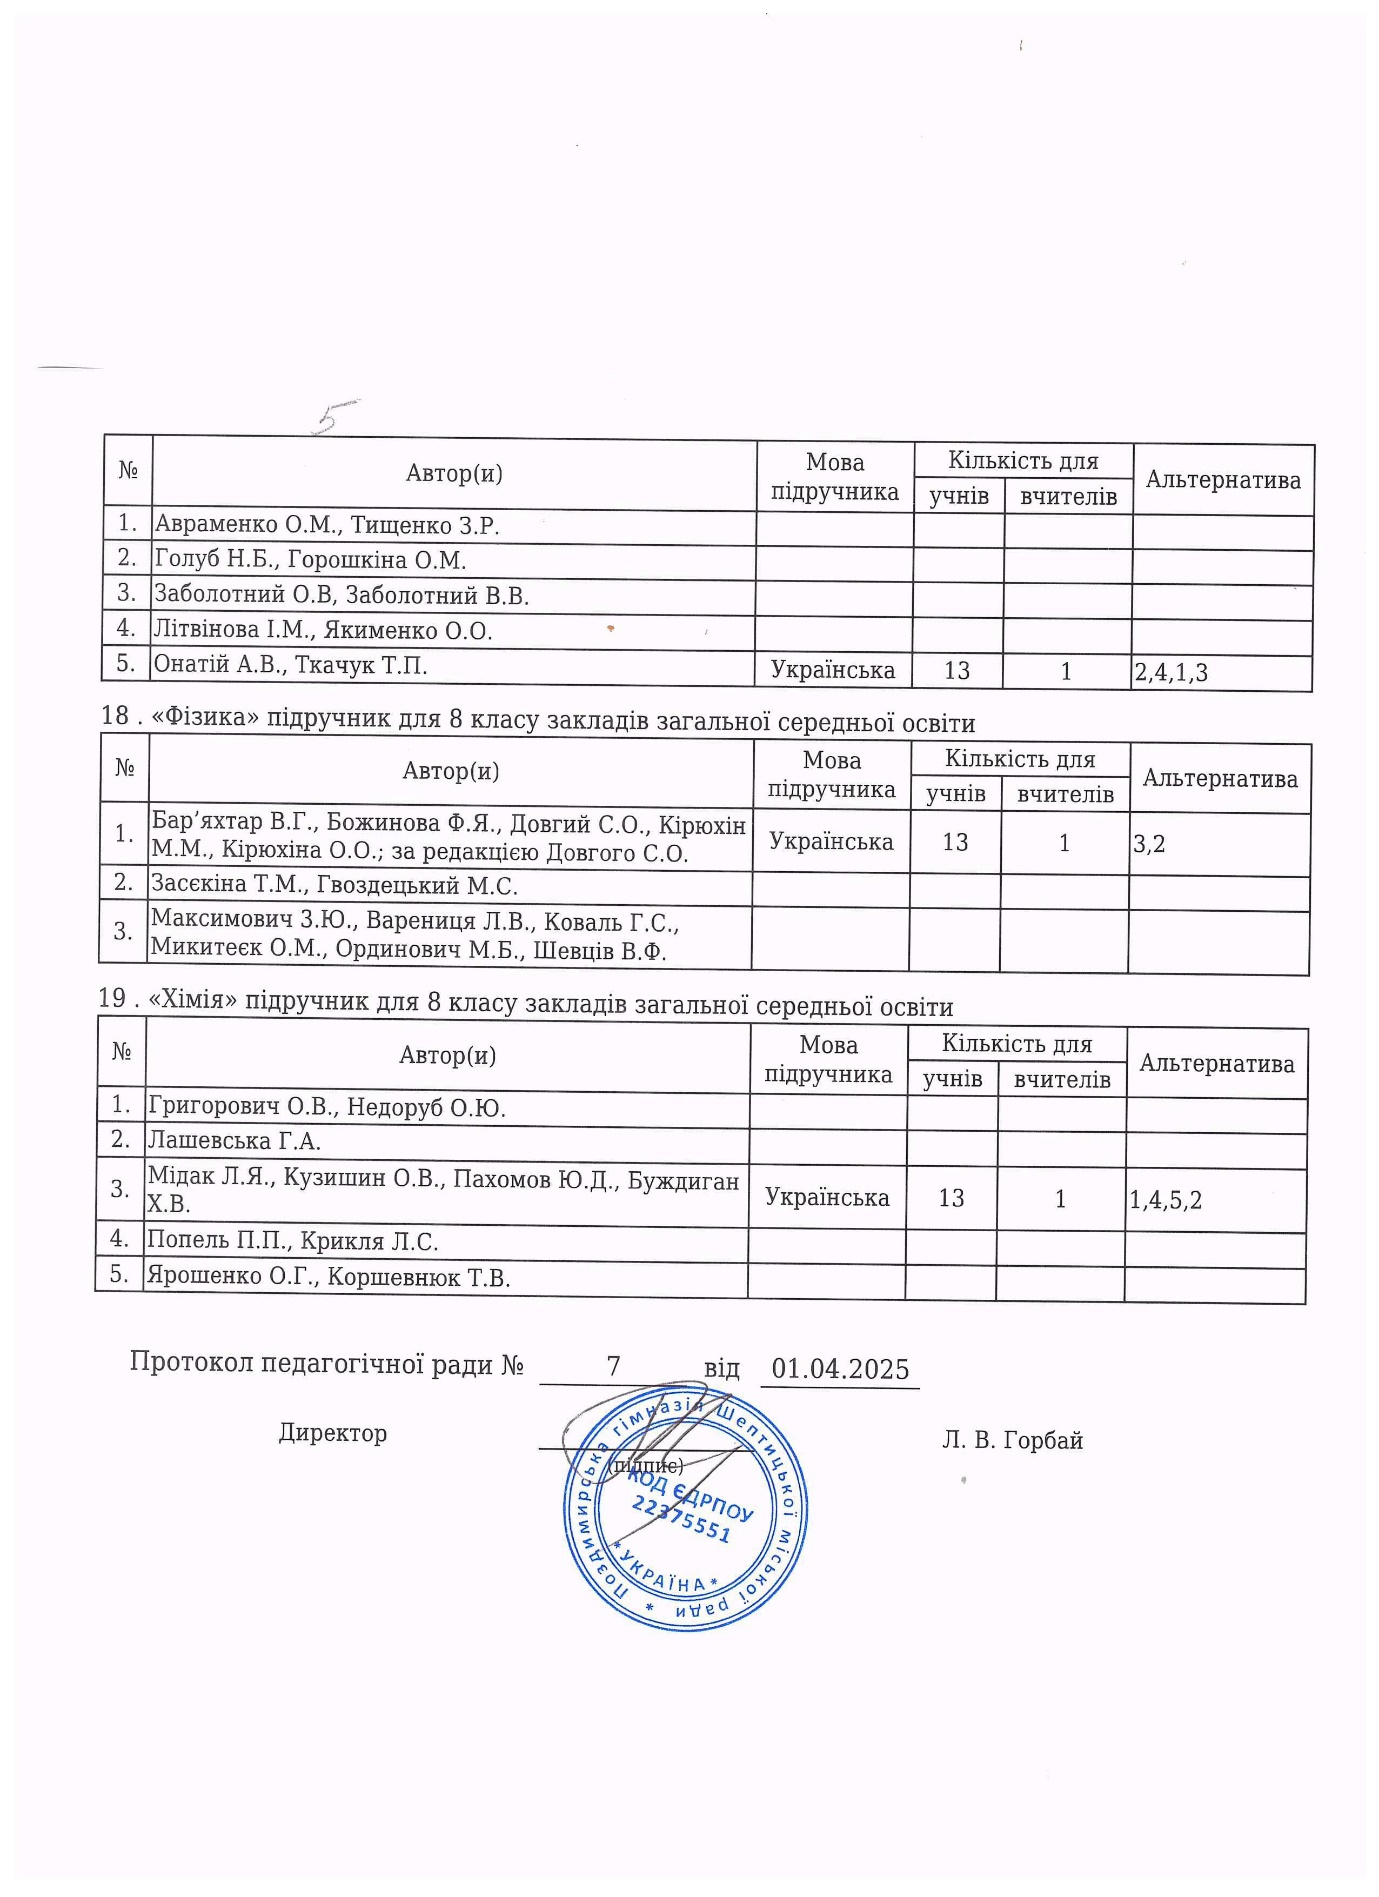 5
№ Автор(и) Мова підручника Кількість для учнів вчителів Альтернатива
1. Авраменко О.М., Тищенко З.Р.
2. Голуб Н.Б., Горошкіна О.М.
3. Заболотний О.В, Заболотний В.В.
4. Літвінова І.М., Якименко О.О.
5. Онатій А.В., Ткачук Т.П. Українська 13 1 2,4,1,3
18 . «Фізика» підручник для 8 класу закладів загальної середньої освіти
№ Автор(и) Мова підручника Кількість для учнів вчителів Альтернатива
1. Бар’яхтар В.Г., Божинова Ф.Я., Довгий С.О., Кірюхін
М.М., Кірюхіна О.О.; за редакцією Довгого С.О. Українська 13 1 3,2
2. Засєкіна Т.М., Гвоздецький М.С.
3. Максимович З.Ю., Варениця Л.В., Коваль Г.С.,
Микитеєк О.М., Ординович М.Б., Шевців В.Ф.
19 . «Хімія» підручник для 8 класу закладів загальної середньої освіти
№ Автор(и) Мова підручника Кількість для учнів вчителів Альтернатива
1. Григорович О.В., Недоруб О.Ю.
2. Лашевська Г.А.
3. Мідак Л.Я., Кузишин О.В., Пахомов Ю.Д., Буждиган
Х.В. Українська 13 1 1,4,5,2
4. Попель П.П., Крикля Л.С.
5. Ярошенко О.Г., Коршевнюк Т.В.
Протокол педагогічної ради № 7 від 01.04.2025
Директор Л. В. Горбай
(підпис)
Поздимирська гімназія Шептицької міської ради *
КОД ЄДРПОУ
22375551
* УКРАЇНА *